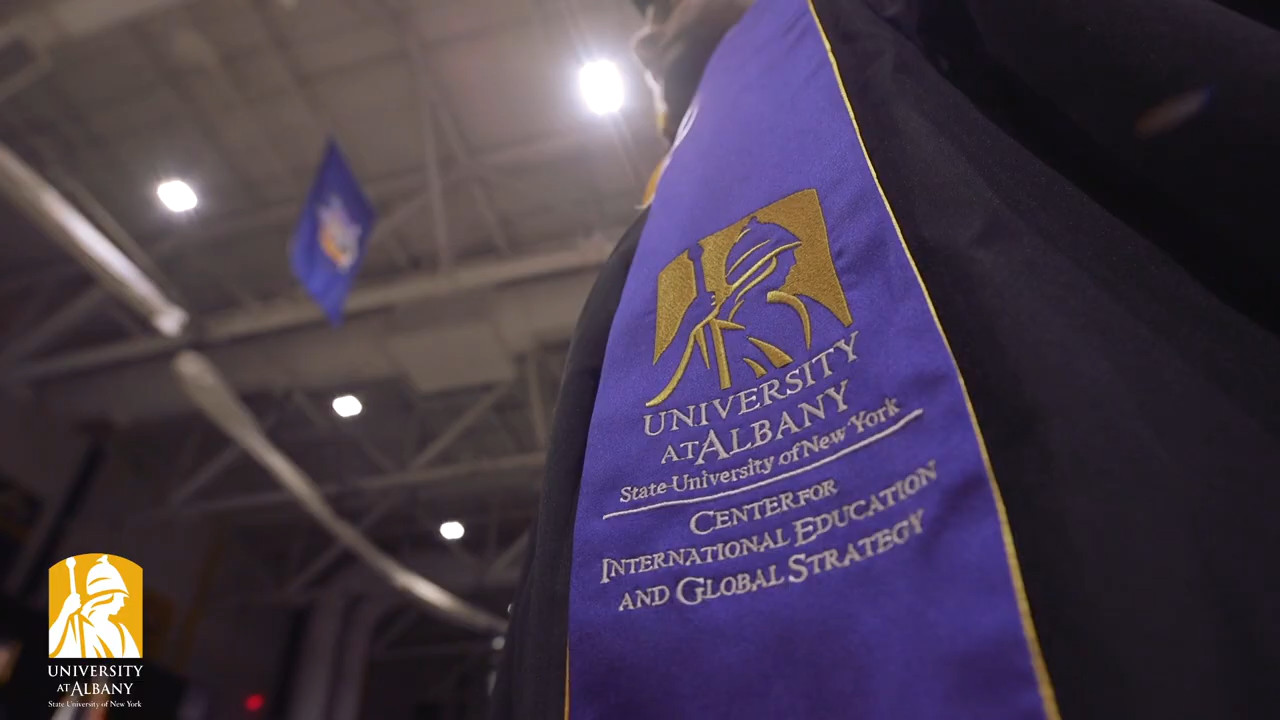 UNIVERSITY
AT ALBANY
State University of New York
CENTER FOR
INTERNATIONAL EDUCATION
AND GLOBAL STRATEGY
UNIVERSITY
AT ALBANY
State University of New York